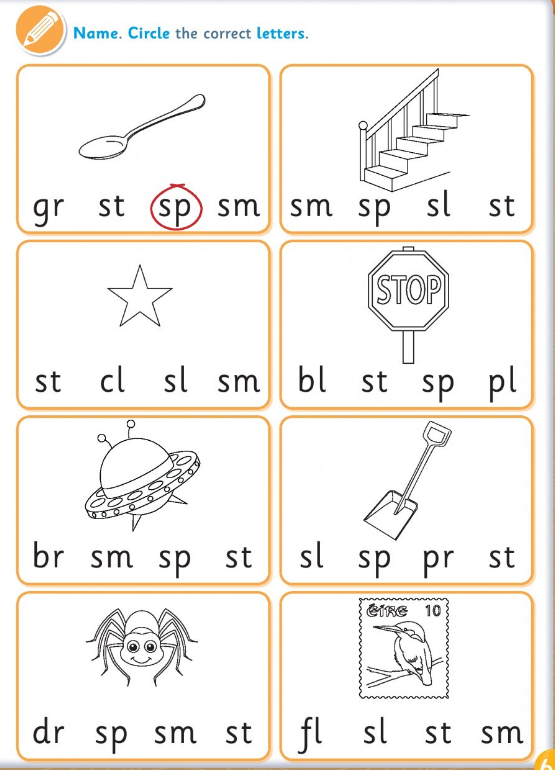 Name. Circle the correct letters.
gr st sp sm
sm sp sl st
st cl sl sm
STOP
bl st sp pl
br sm sp st
sl sp pr st
dr sp sm st
éire 10
fl sl st sm